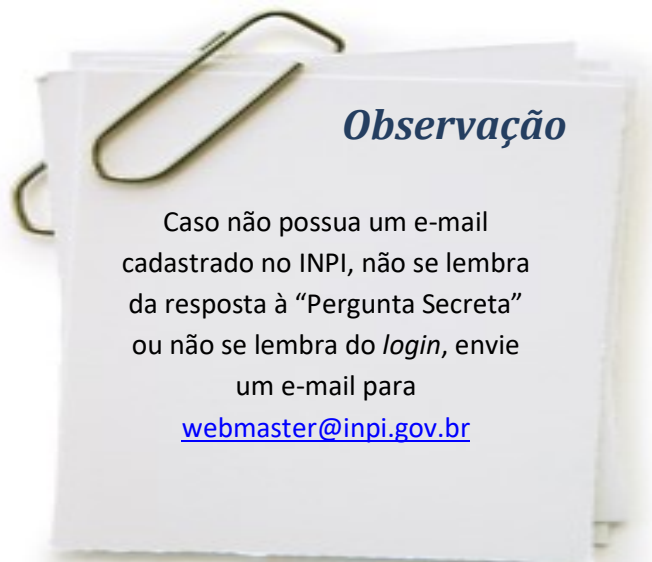 Observação
Caso não possua um e-mail
cadastrado no INPI, não se lembra
da resposta à “Pergunta Secreta”
ou não se lembra do login, envie
um e-mail para
webmaster@inpi.gov.br